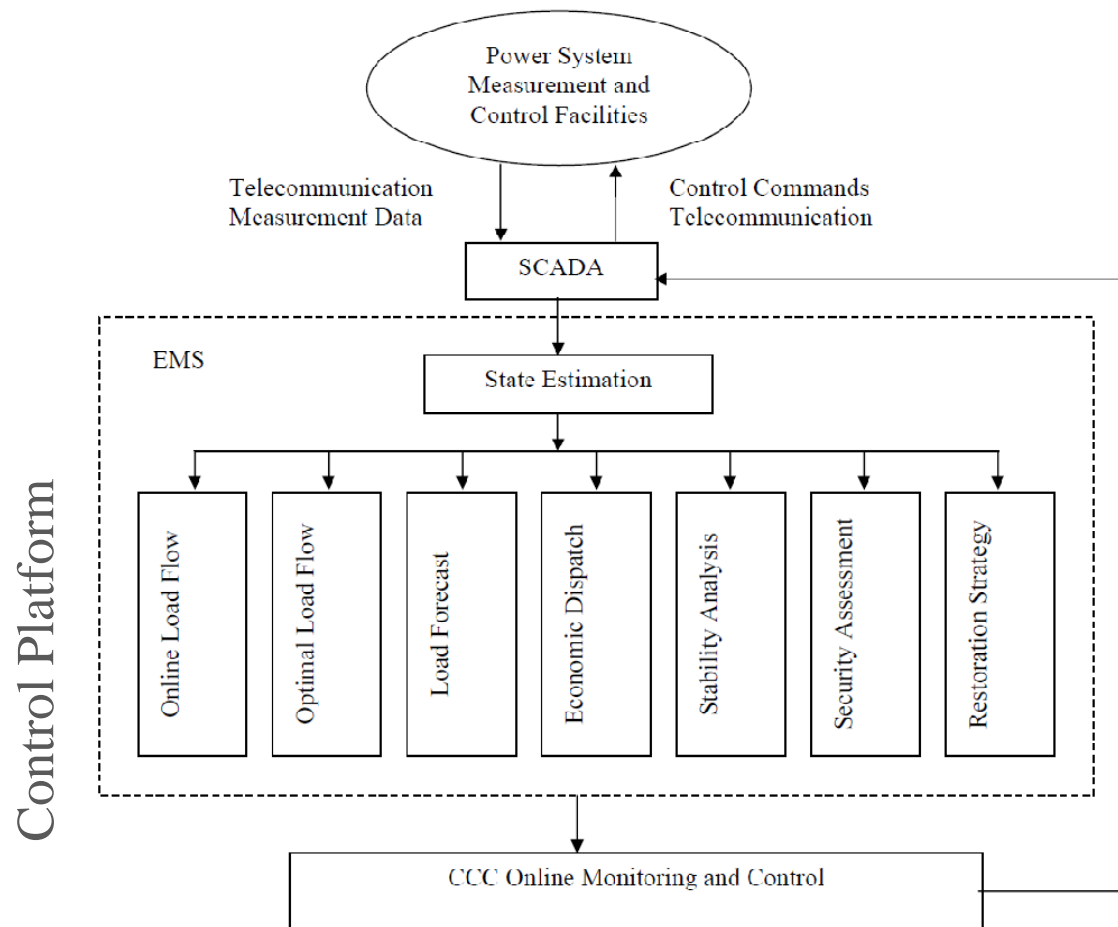 Power System
Measurement and
Control Facilities
Telecommunication
Measurement Data
Control Commands
Telecommunication
SCADA
EMS
State Estimation
Online Load Flow
Optimal Load Flow
Load Forecast
Economic Dispatch
Stability Analysis
Security Assessment
Restoration Strategy
CCC Online Monitoring and Control
Control Platform